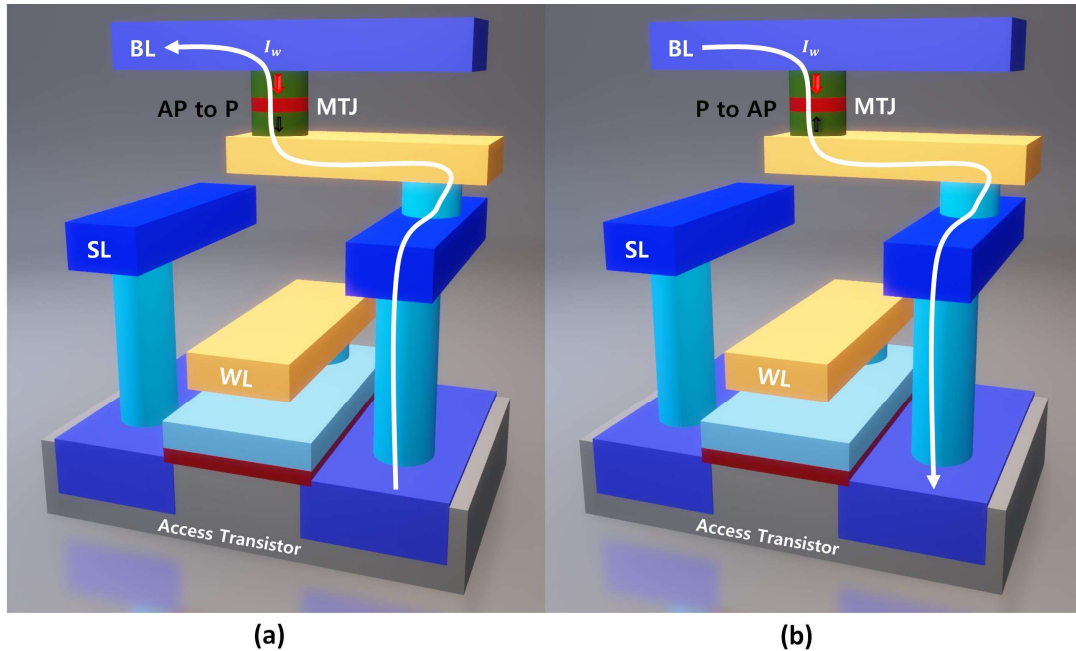 BL
I_w
AP to P
MTJ
SL
WL
Access Transistor
(a)
BL
I_w
P to AP
MTJ
SL
WL
Access Transistor
(b)